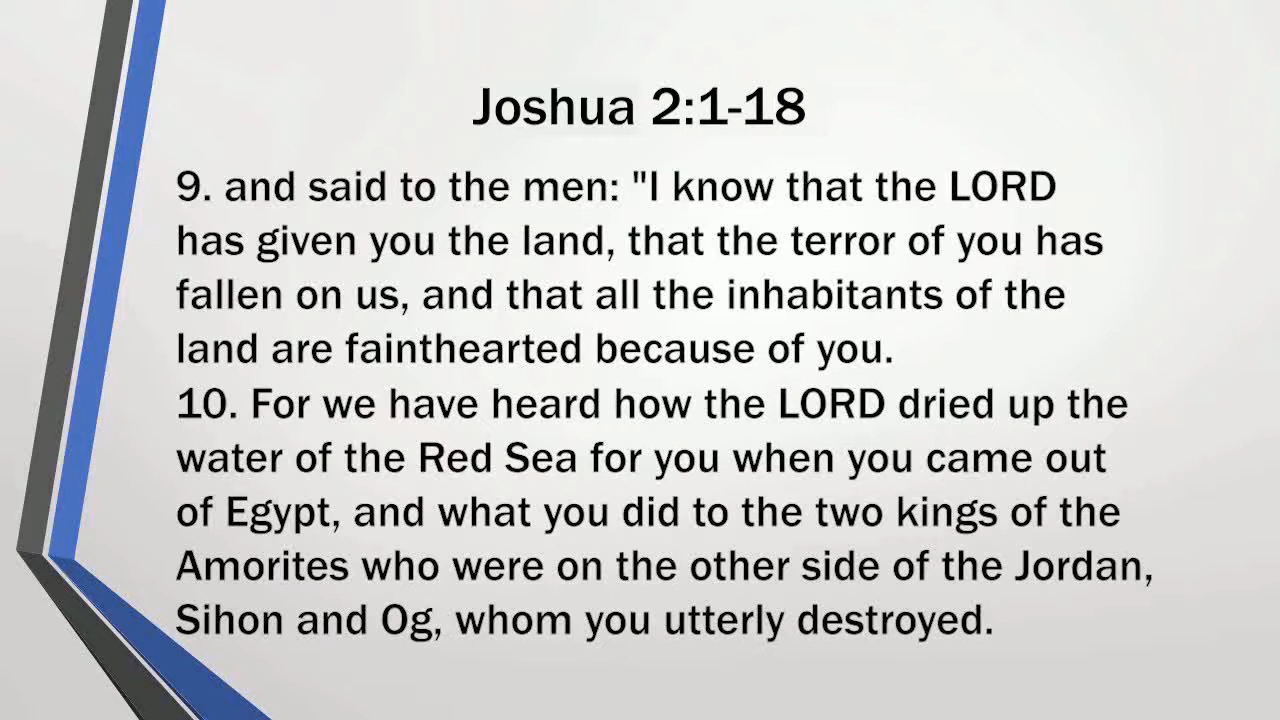 Joshua 2:1-18
9. and said to the men: "I know that the LORD
has given you the land, that the terror of you has
fallen on us, and that all the inhabitants of the
land are fainthearted because of you.
10. For we have heard how the LORD dried up the
water of the Red Sea for you when you came out
of Egypt, and what you did to the two kings of the
Amorites who were on the other side of the Jordan,
Sihon and Og, whom you utterly destroyed.